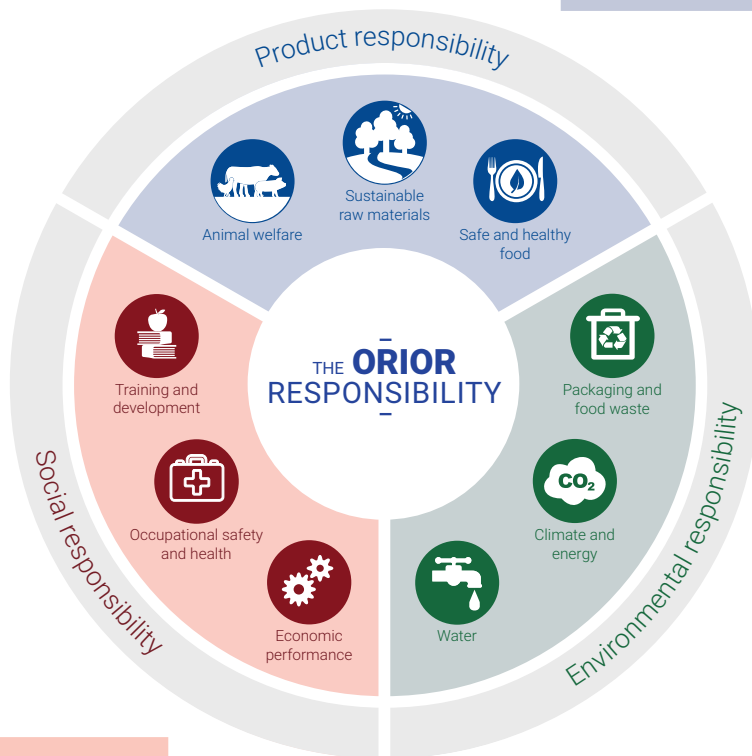 Product responsibility
Animal welfare
Sustainable
raw materials
Safe and healthy
food
THE ORIOR
RESPONSIBILITY
Training and
development
Occupational safety
and health
Economic
performance
Social responsibility
Packaging and
food waste
CO₂
Climate and
energy
Water
Environmental responsibility